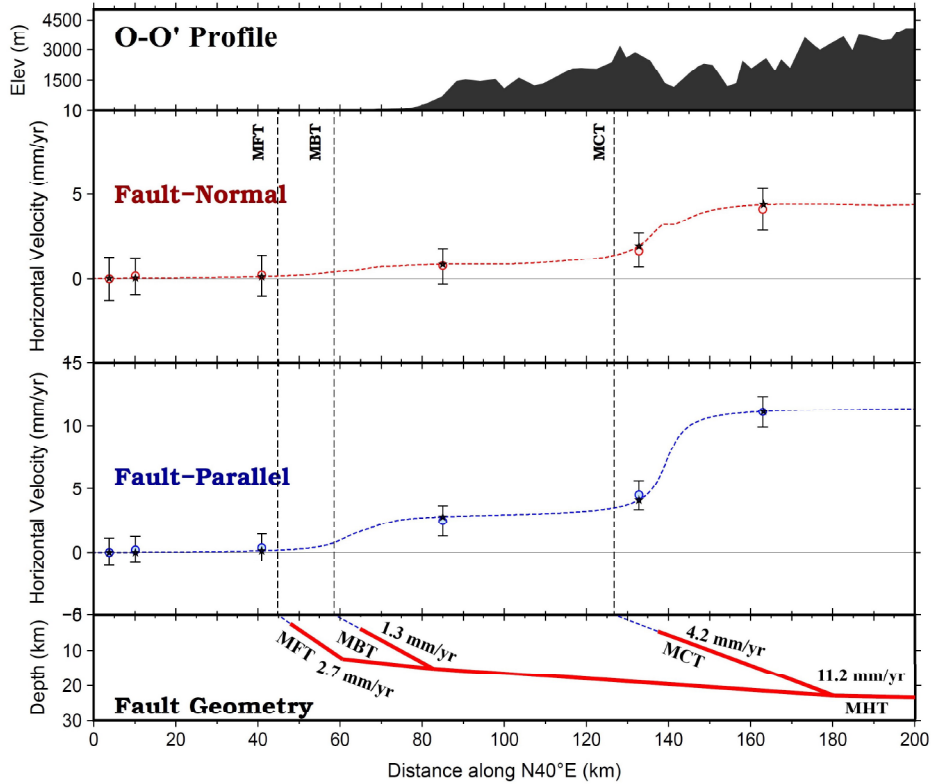 4500
3000
1500
Elev (m)
O-O' Profile
10
5
0
Horizontal Velocity (mm/yr)
MFT
MBT
MCT
Fault-Normal
15
10
5
0
Horizontal Velocity (mm/yr)
Fault-Parallel
10
20
30
Depth (km)
MFT 2.7 mm/yr
MBT
1.3 mm/yr
MCT
4.2 mm/yr
11.2 mm/yr
MHT
Fault Geometry
0 20 40 60 80 100 120 140 160 180 200
Distance along N40°E (km)